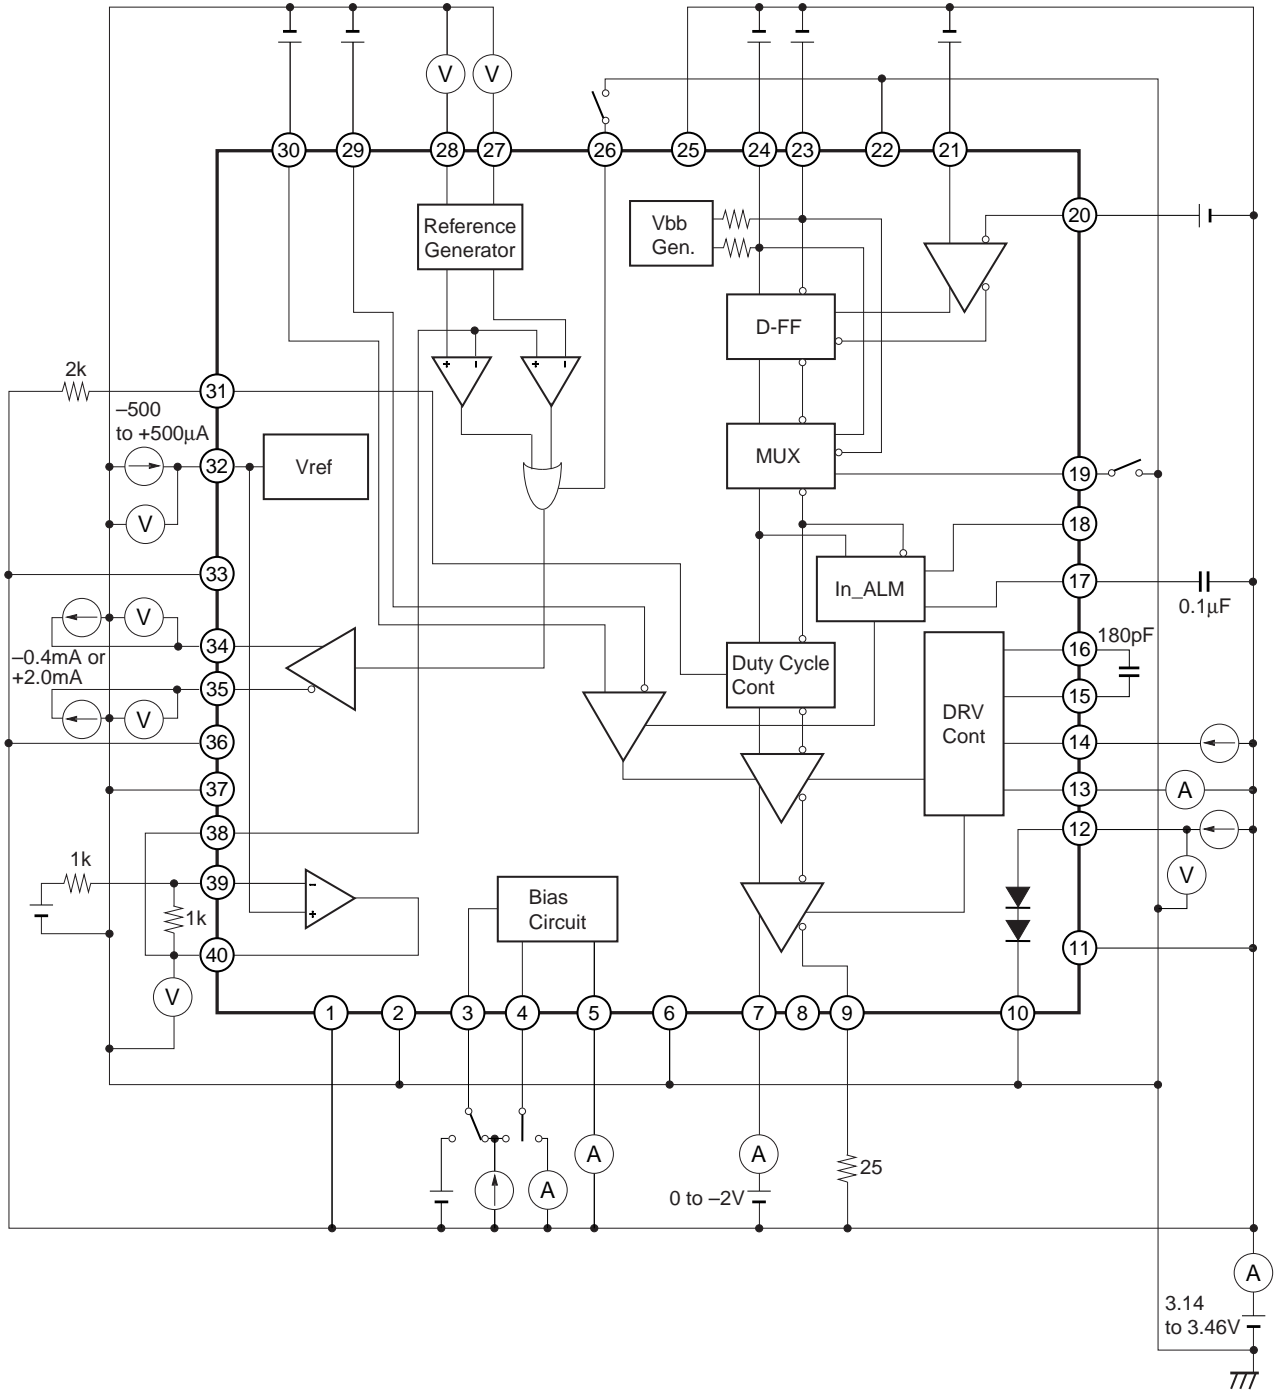 V
V
30
29
28
27
26
25
24
23
22
21
Reference
Generator
Vbb
Gen.
20
D-FF
2k
31
+
-
+
-
–500
to +500µA
32
Vref
MUX
19
V
18
33
In_ALM
17
0.1µF
V
34
–0.4mA or
+2.0mA
35
V
Duty Cycle
Cont
16
180pF
15
DRV
Cont
36
14
37
13
A
38
12
1k
39
-
+
1k
40
Bias
Circuit
V
11
V
1
2
3
4
5
6
7
8
9
10
A
A
A
25
0 to –2V
A
3.14
to 3.46V